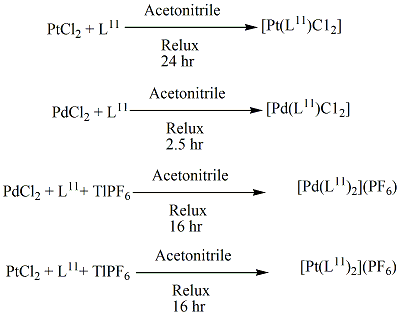 Acetonitrile
PtCl₂ + L¹¹ [Pt(L¹¹)C1₂]
Relux
24 hr
Acetonitrile
PdCl₂ + L¹¹ [Pd(L¹¹)C1₂]
Relux
2.5 hr
Acetonitrile
PdCl₂ + L¹¹+ TlPF₆ [Pd(L¹¹)₂](PF₆)
Relux
16 hr
Acetonitrile
PtCl₂ + L¹¹+ TlPF₆ [Pt(L¹¹)₂](PF₆)
Relux
16 hr